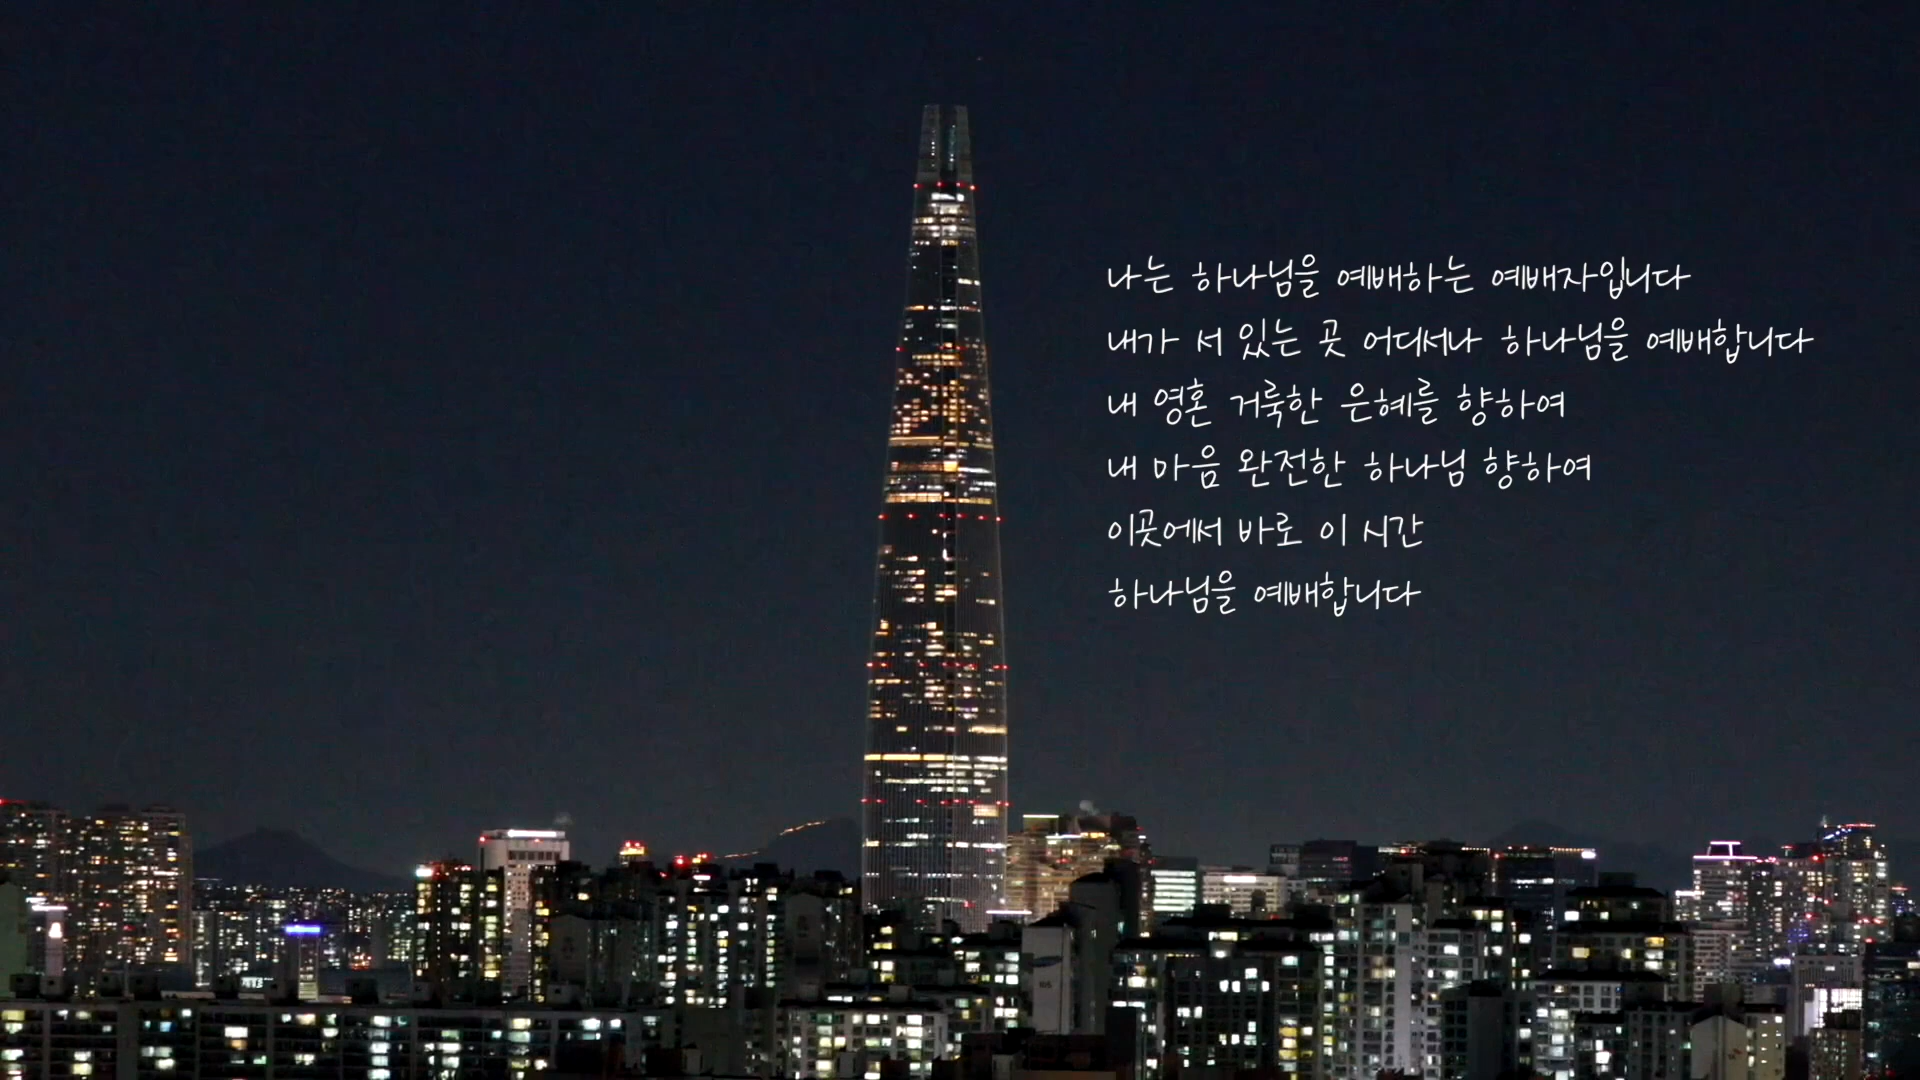 나는 하나님을 예배하는 예배자입니다
내가 서 있는 곳 어디서나 하나님을 예배합니다
내 영혼 거룩한 은혜를 향하여
내 마음 완전한 하나님 향하여
이곳에서 바로 이 시간
하나님을 예배합니다